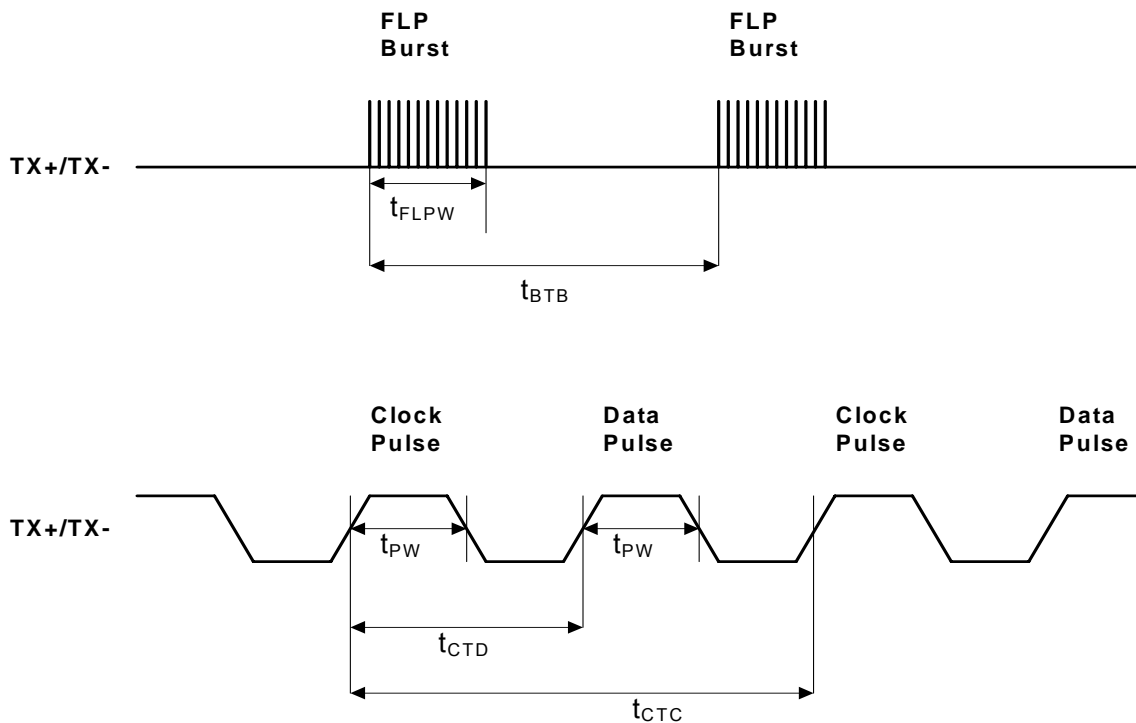 FLP
Burst
FLP
Burst
TX+/TX-
tFLPW
tBTB
Clock
Pulse
Data
Pulse
Clock
Pulse
Data
Pulse
TX+/TX-
tPW
tPW
tCTD
tCTC